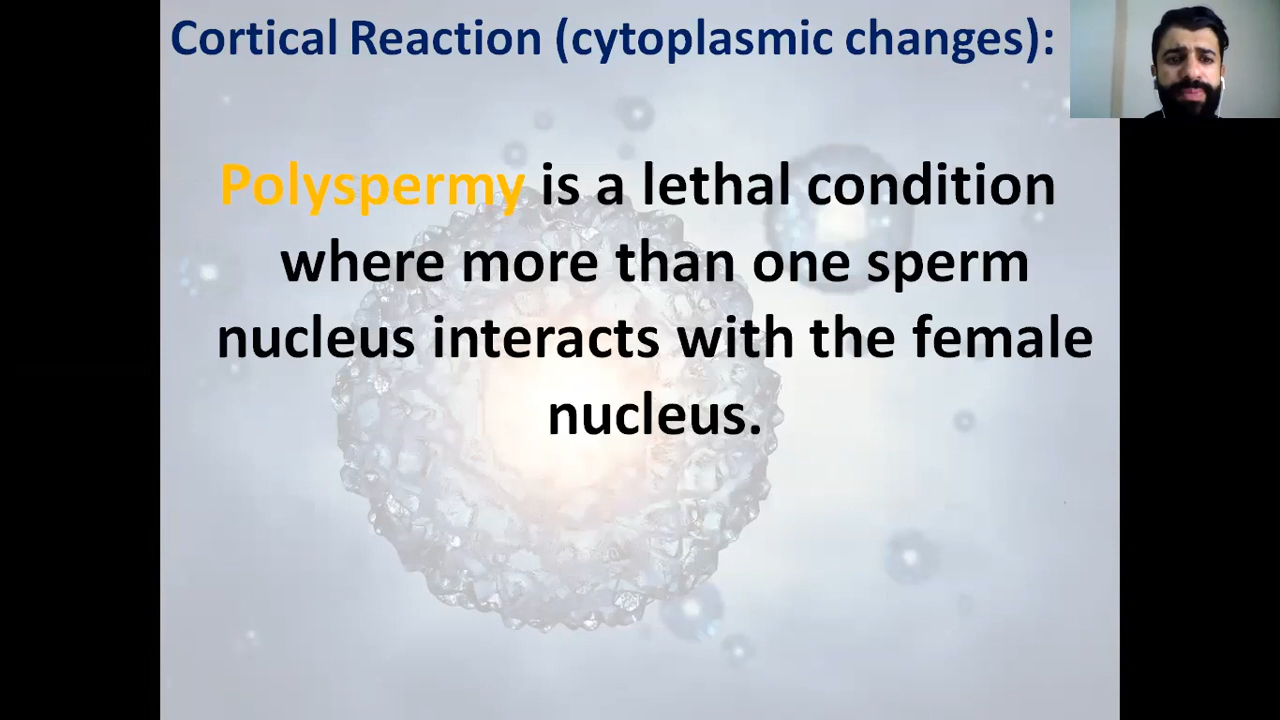 Cortical Reaction (cytoplasmic changes):
Polyspermy is a lethal condition
where more than one sperm
nucleus interacts with the female
nucleus.